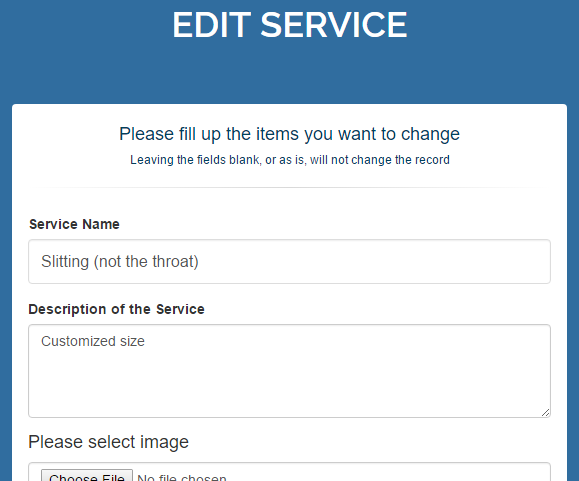 EDIT SERVICE
Please fill up the items you want to change
Leaving the fields blank, or as is, will not change the record
Service Name
Slitting (not the throat)
Description of the Service
Customized size
Please select image
Choose File No file chosen